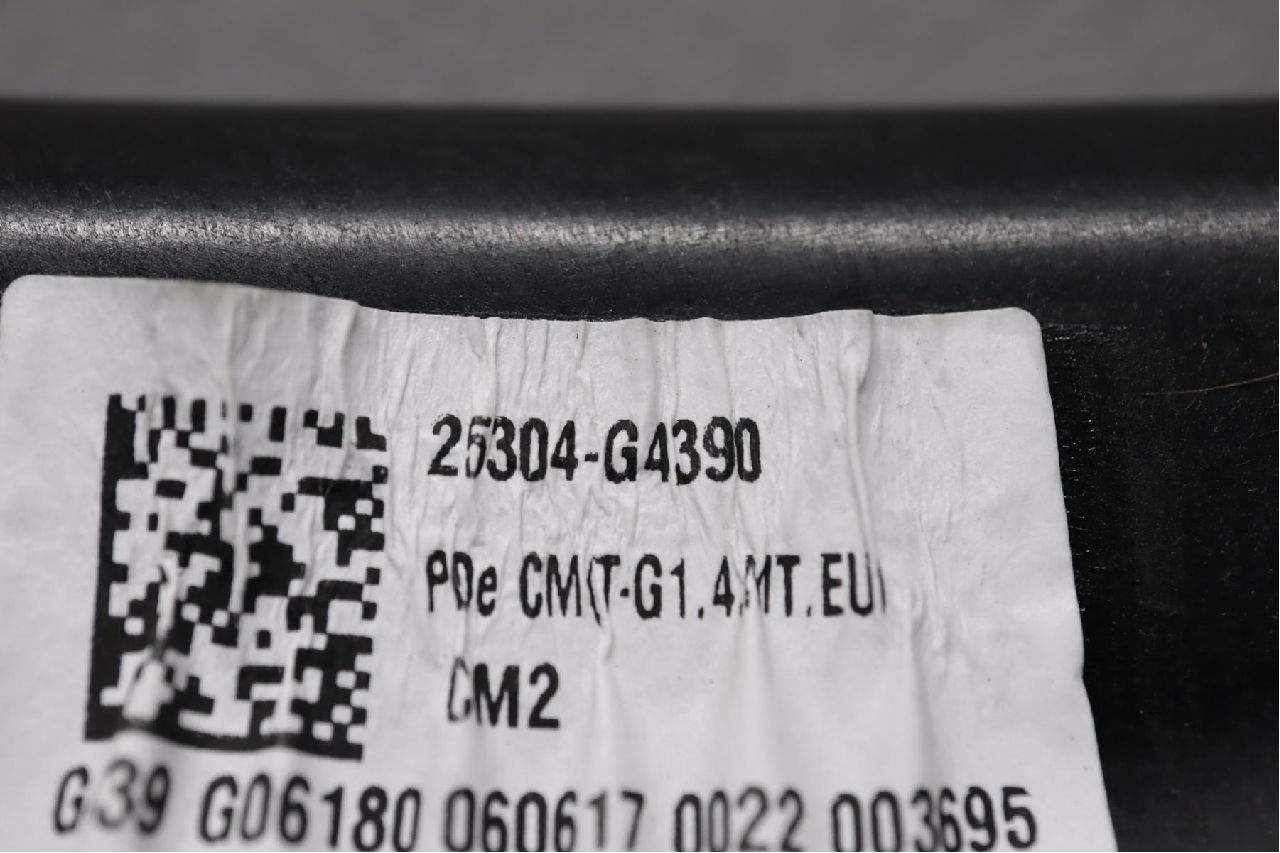 25304-G4390
PDe CM(T-G1.4MT.EU)
CM2
G39 G06180 060617 0022 003695